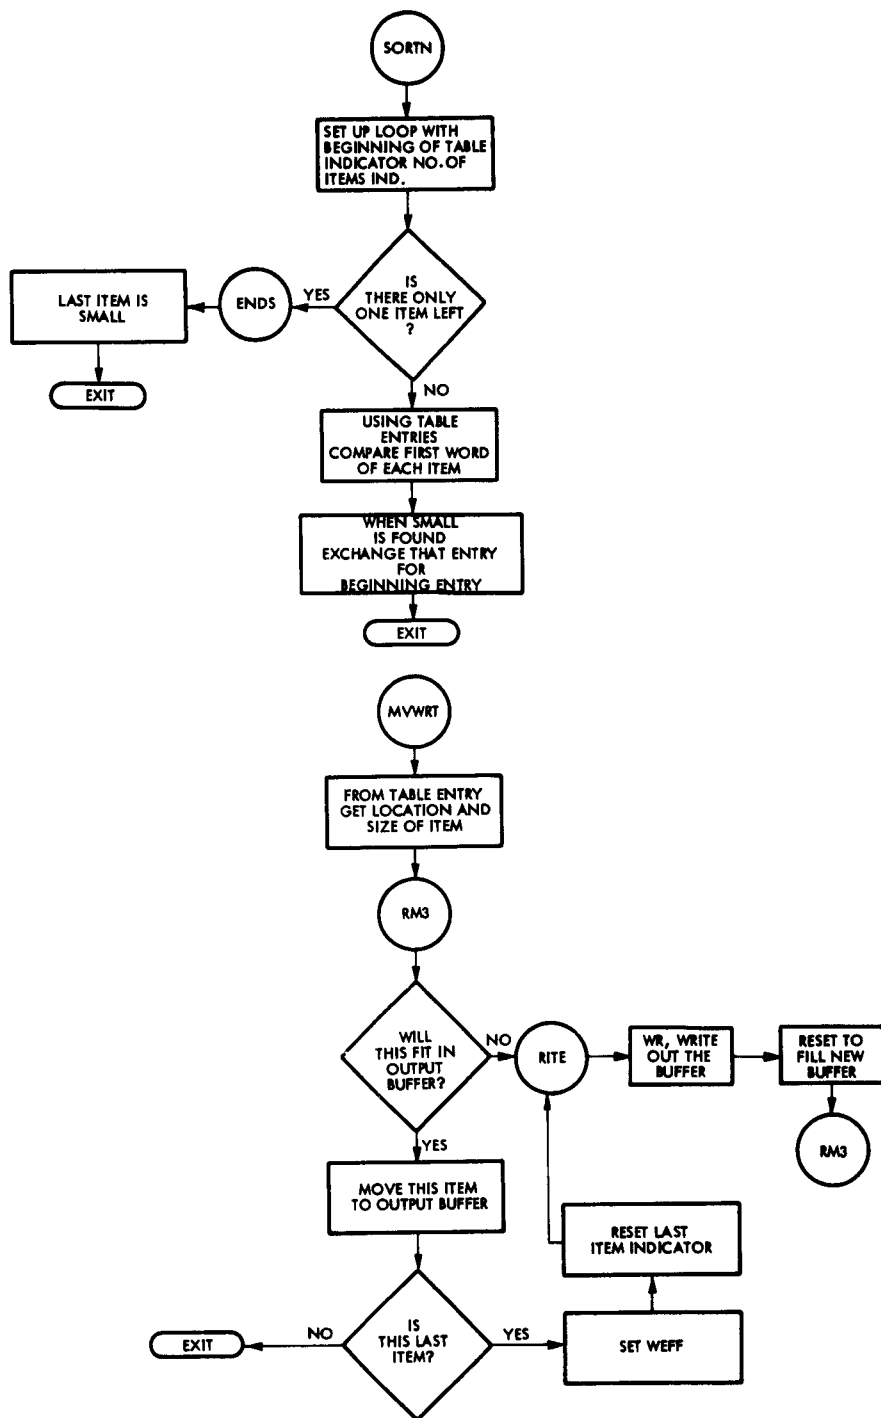 SORTN
SET UP LOOP WITH
BEGINNING OF TABLE
INDICATOR NO. OF
ITEMS IND.
IS
THERE ONLY
ONE ITEM LEFT
?
YES
ENDS
LAST ITEM IS
SMALL
EXIT
NO
USING TABLE
ENTRIES
COMPARE FIRST WORD
OF EACH ITEM
WHEN SMALL
IS FOUND
EXCHANGE THAT ENTRY
FOR
BEGINNING ENTRY
EXIT
MVWRT
FROM TABLE ENTRY
GET LOCATION AND
SIZE OF ITEM
RM3
WILL
THIS FIT IN
OUTPUT
BUFFER?
NO
RITE
WR, WRITE
OUT THE
BUFFER
RESET TO
FILL NEW
BUFFER
RM3
YES
MOVE THIS ITEM
TO OUTPUT BUFFER
RESET LAST
ITEM INDICATOR
IS
THIS LAST
ITEM?
NO
EXIT
YES
SET WEFF